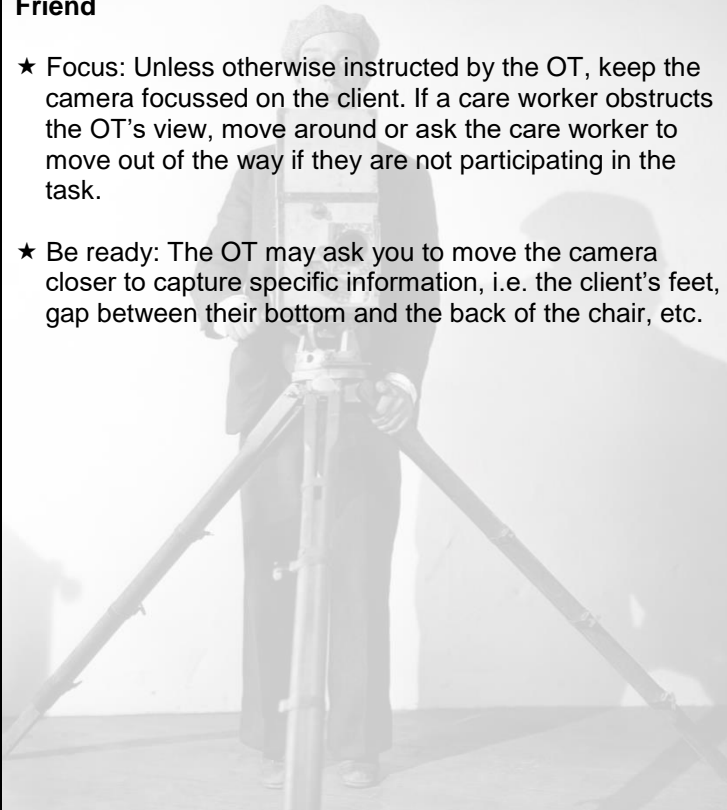 Friend
★ Focus: Unless otherwise instructed by the OT, keep the
camera focussed on the client. If a care worker obstructs
the OT's view, move around or ask the care worker to
move out of the way if they are not participating in the
task.
★ Be ready: The OT may ask you to move the camera
closer to capture specific information, i.e. the client's feet,
gap between their bottom and the back of the chair, etc.